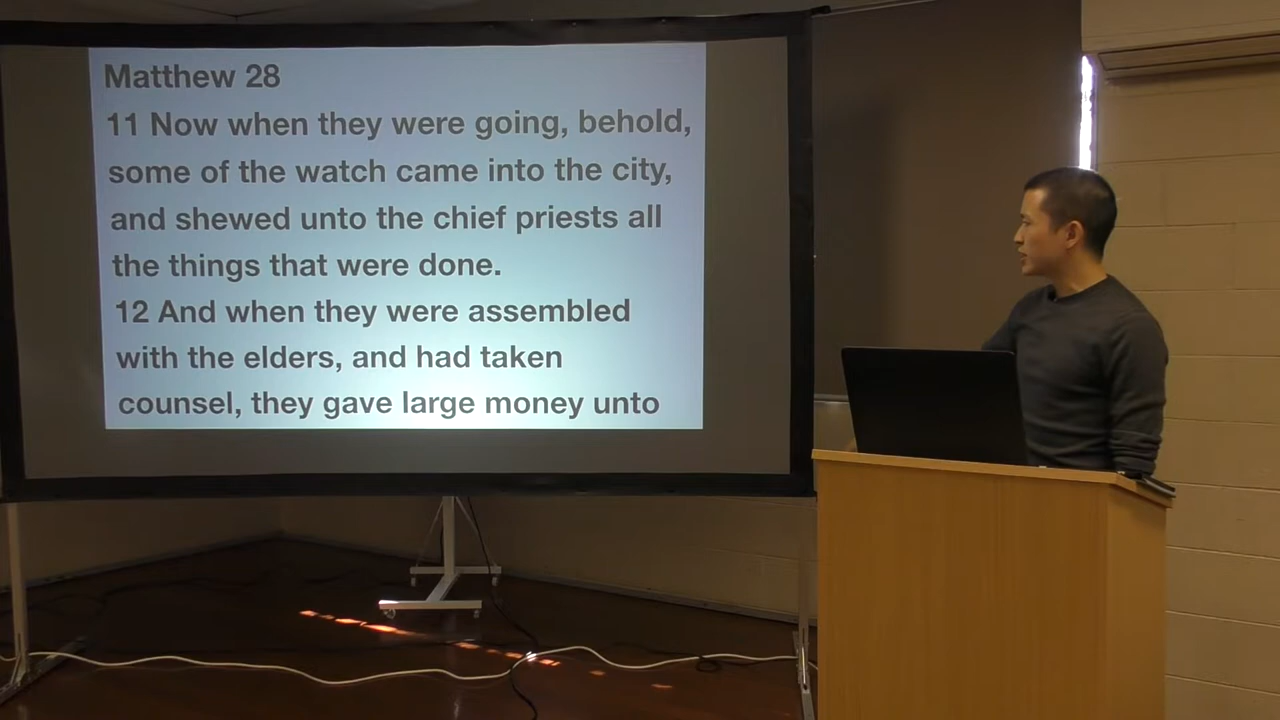 Matthew 28
11 Now when they were going, behold,
some of the watch came into the city,
and shewed unto the chief priests all
the things that were done.
12 And when they were assembled
with the elders, and had taken
counsel, they gave large money unto